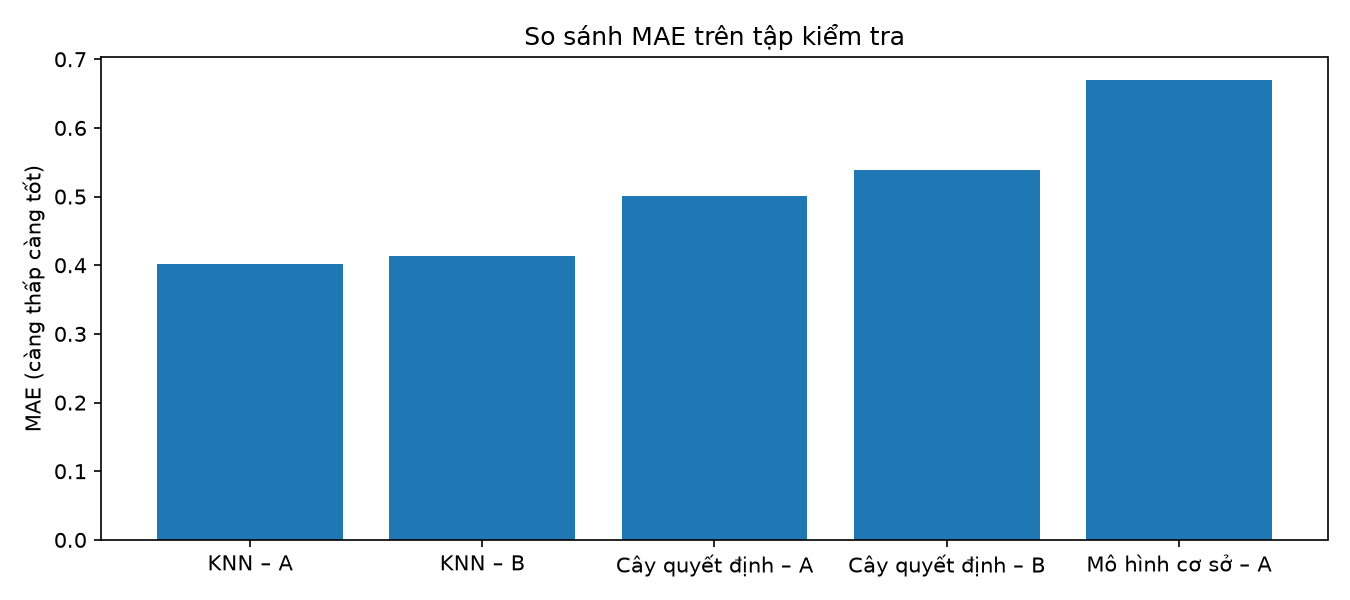 So sánh MAE trên tập kiểm tra
MAE (càng thấp càng tốt)
0.7
0.6
0.5
0.4
0.3
0.2
0.1
0.0
KNN – A
KNN – B
Cây quyết định – A
Cây quyết định – B
Mô hình cơ sở – A